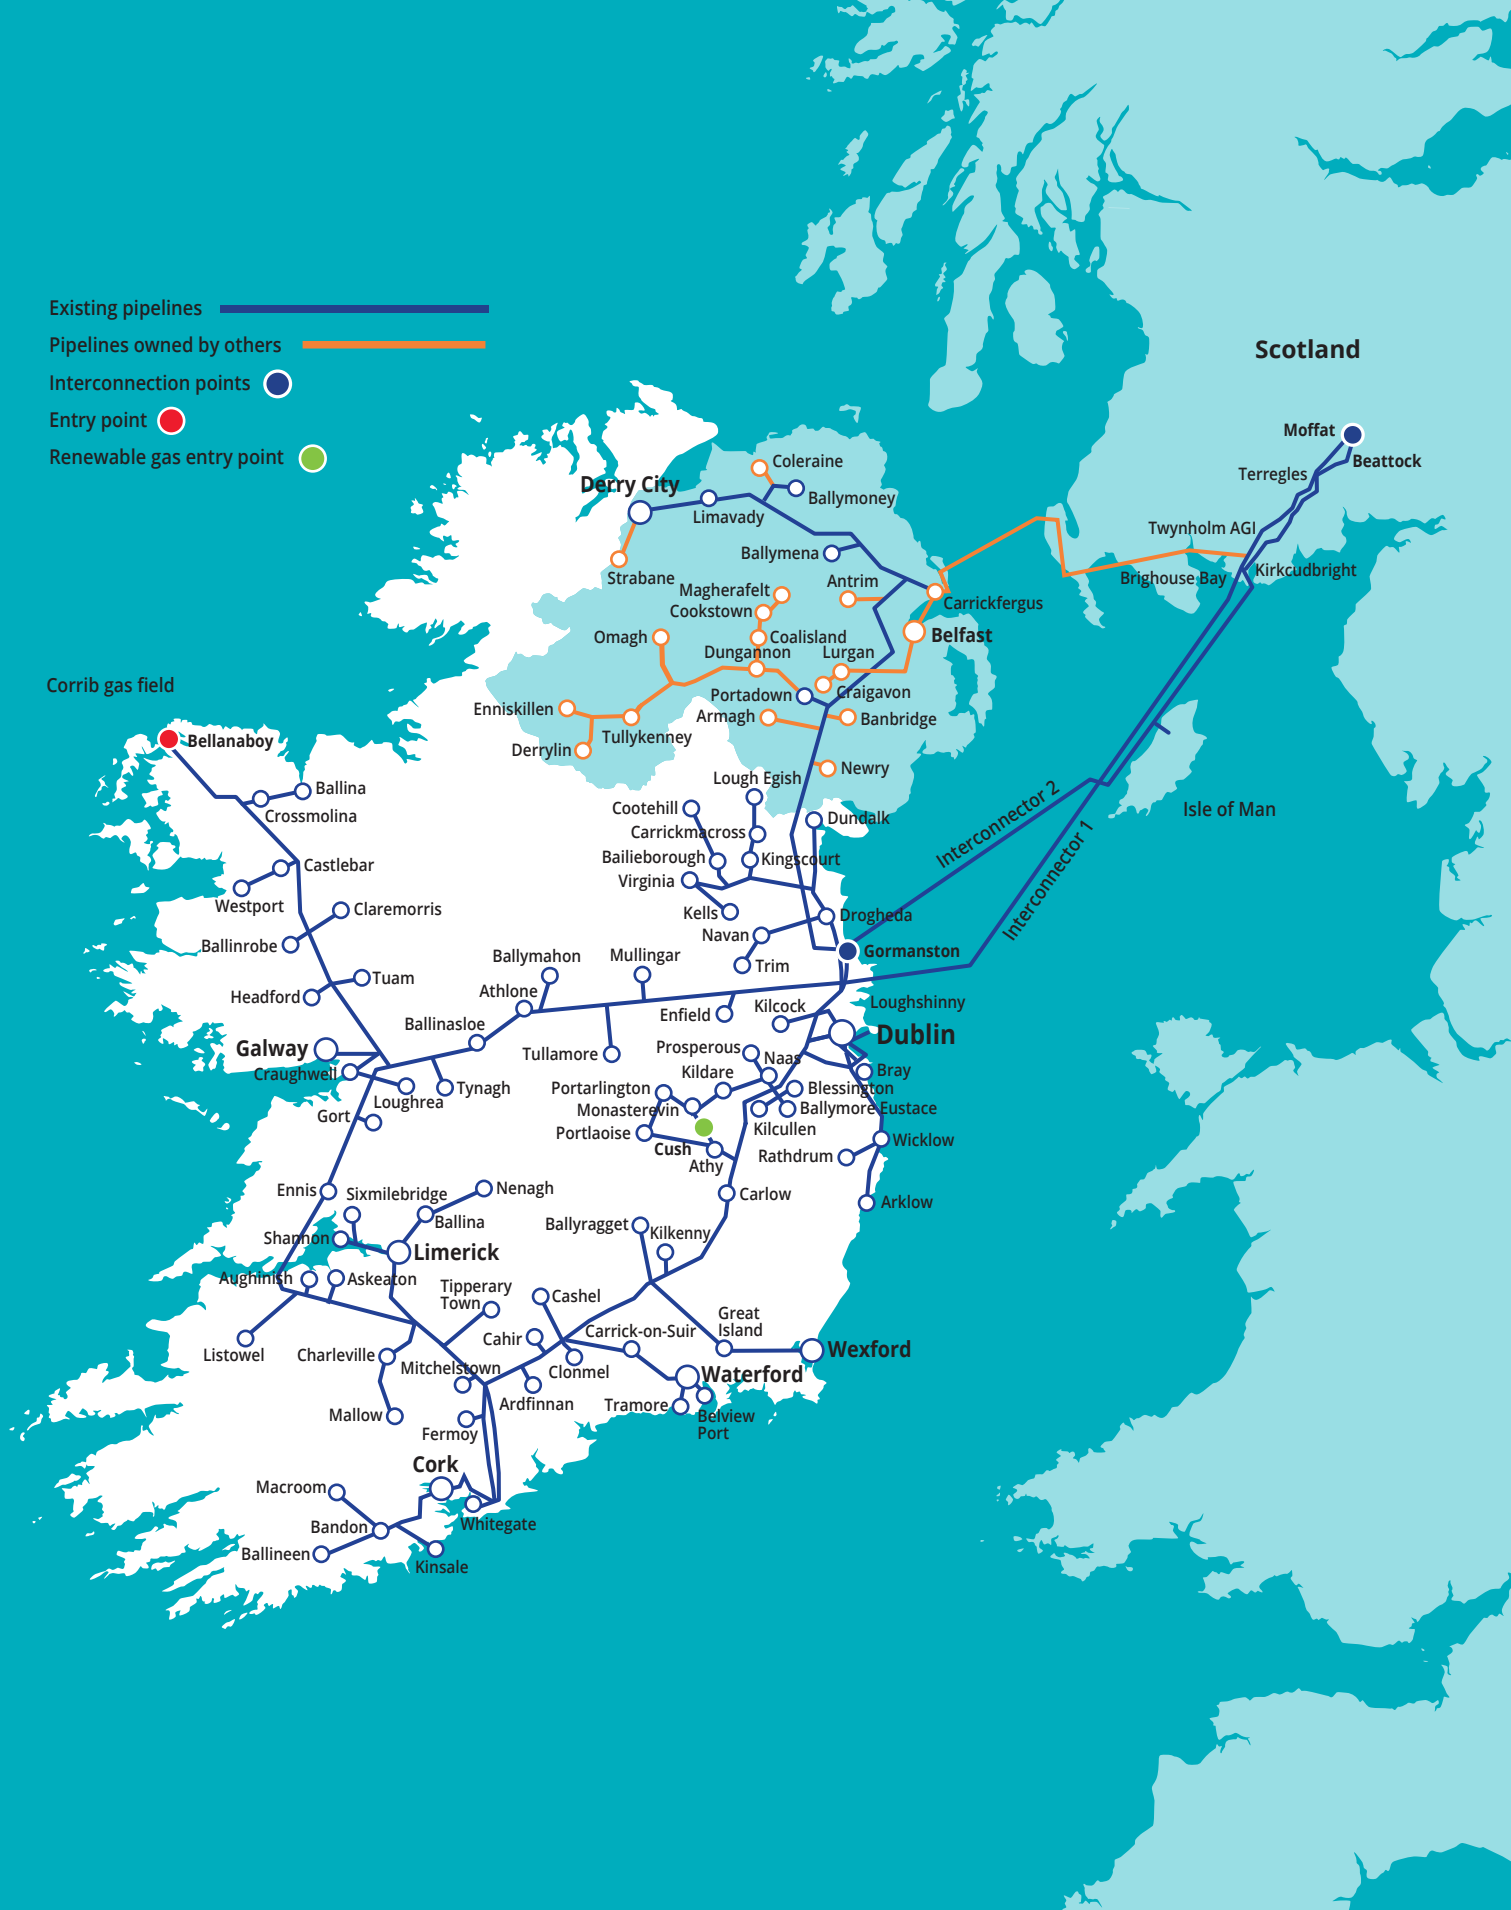 Existing pipelines
Pipelines owned by others
Interconnection points
Entry point
Renewable gas entry point
Scotland
Moffat
Beattock
Terregles
Twynholm AGI
Brighouse Bay
Kirkcudbright
Coleraine
Derry City
Ballymoney
Limavady
Ballymena
Strabane
Antrim
Magherafelt
Cookstown
Carrickfergus
Omagh
Coalisland
Belfast
Dungannon
Lurgan
Corrib gas field
Portadown
Craigavon
Enniskillen
Armagh
Banbridge
Tullykenney
Derrylin
Bellanaboy
Newry
Lough Egish
Ballina
Crossmolina
Cootehill
Dundalk
Carrickmacross
Interconnector 2
Isle of Man
Interconnector 1
Bailieborough
Kingscourt
Castlebar
Virginia
Westport
Claremorris
Kells
Drogheda
Ballinrobe
Navan
Gormanston
Ballymahon
Mullingar
Trim
Tuam
Headford
Athlone
Loughshinny
Kilcock
Enfield
Ballinasloe
Dublin
Galway
Tullamore
Prosperous
Naas
Craughwell
Kildare
Bray
Tynagh
Portarlington
Blessington
Loughrea
Monasterevin
Ballymore Eustace
Gort
Kilcullen
Portlaoise
Cush
Wicklow
Athy
Rathdrum
Ennis
Sixmilebridge
Nenagh
Carlow
Arklow
Ballina
Ballyragget
Kilkenny
Shannon
Limerick
Aughinish
Askeaton
Tipperary
Town
Cashel
Great
Island
Listowel
Charleville
Cahir
Carrick-on-Suir
Wexford
Mitchelstown
Clonmel
Waterford
Ardfinnan
Tramore
Belview
Port
Mallow
Fermoy
Cork
Macroom
Whitegate
Bandon
Ballineen
Kinsale